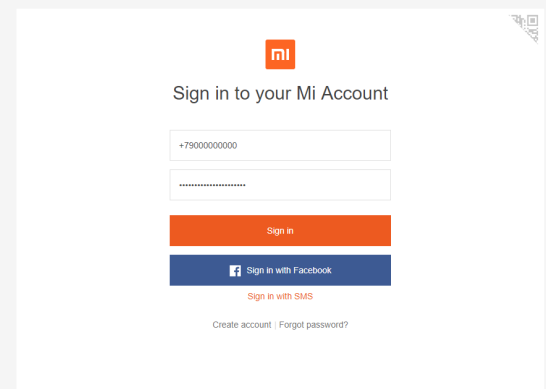 mi
Sign in to your Mi Account
+79000000000
••••••••••••••••••••••
Sign in
f Sign in with Facebook
Sign in with SMS
Create account | Forgot password?